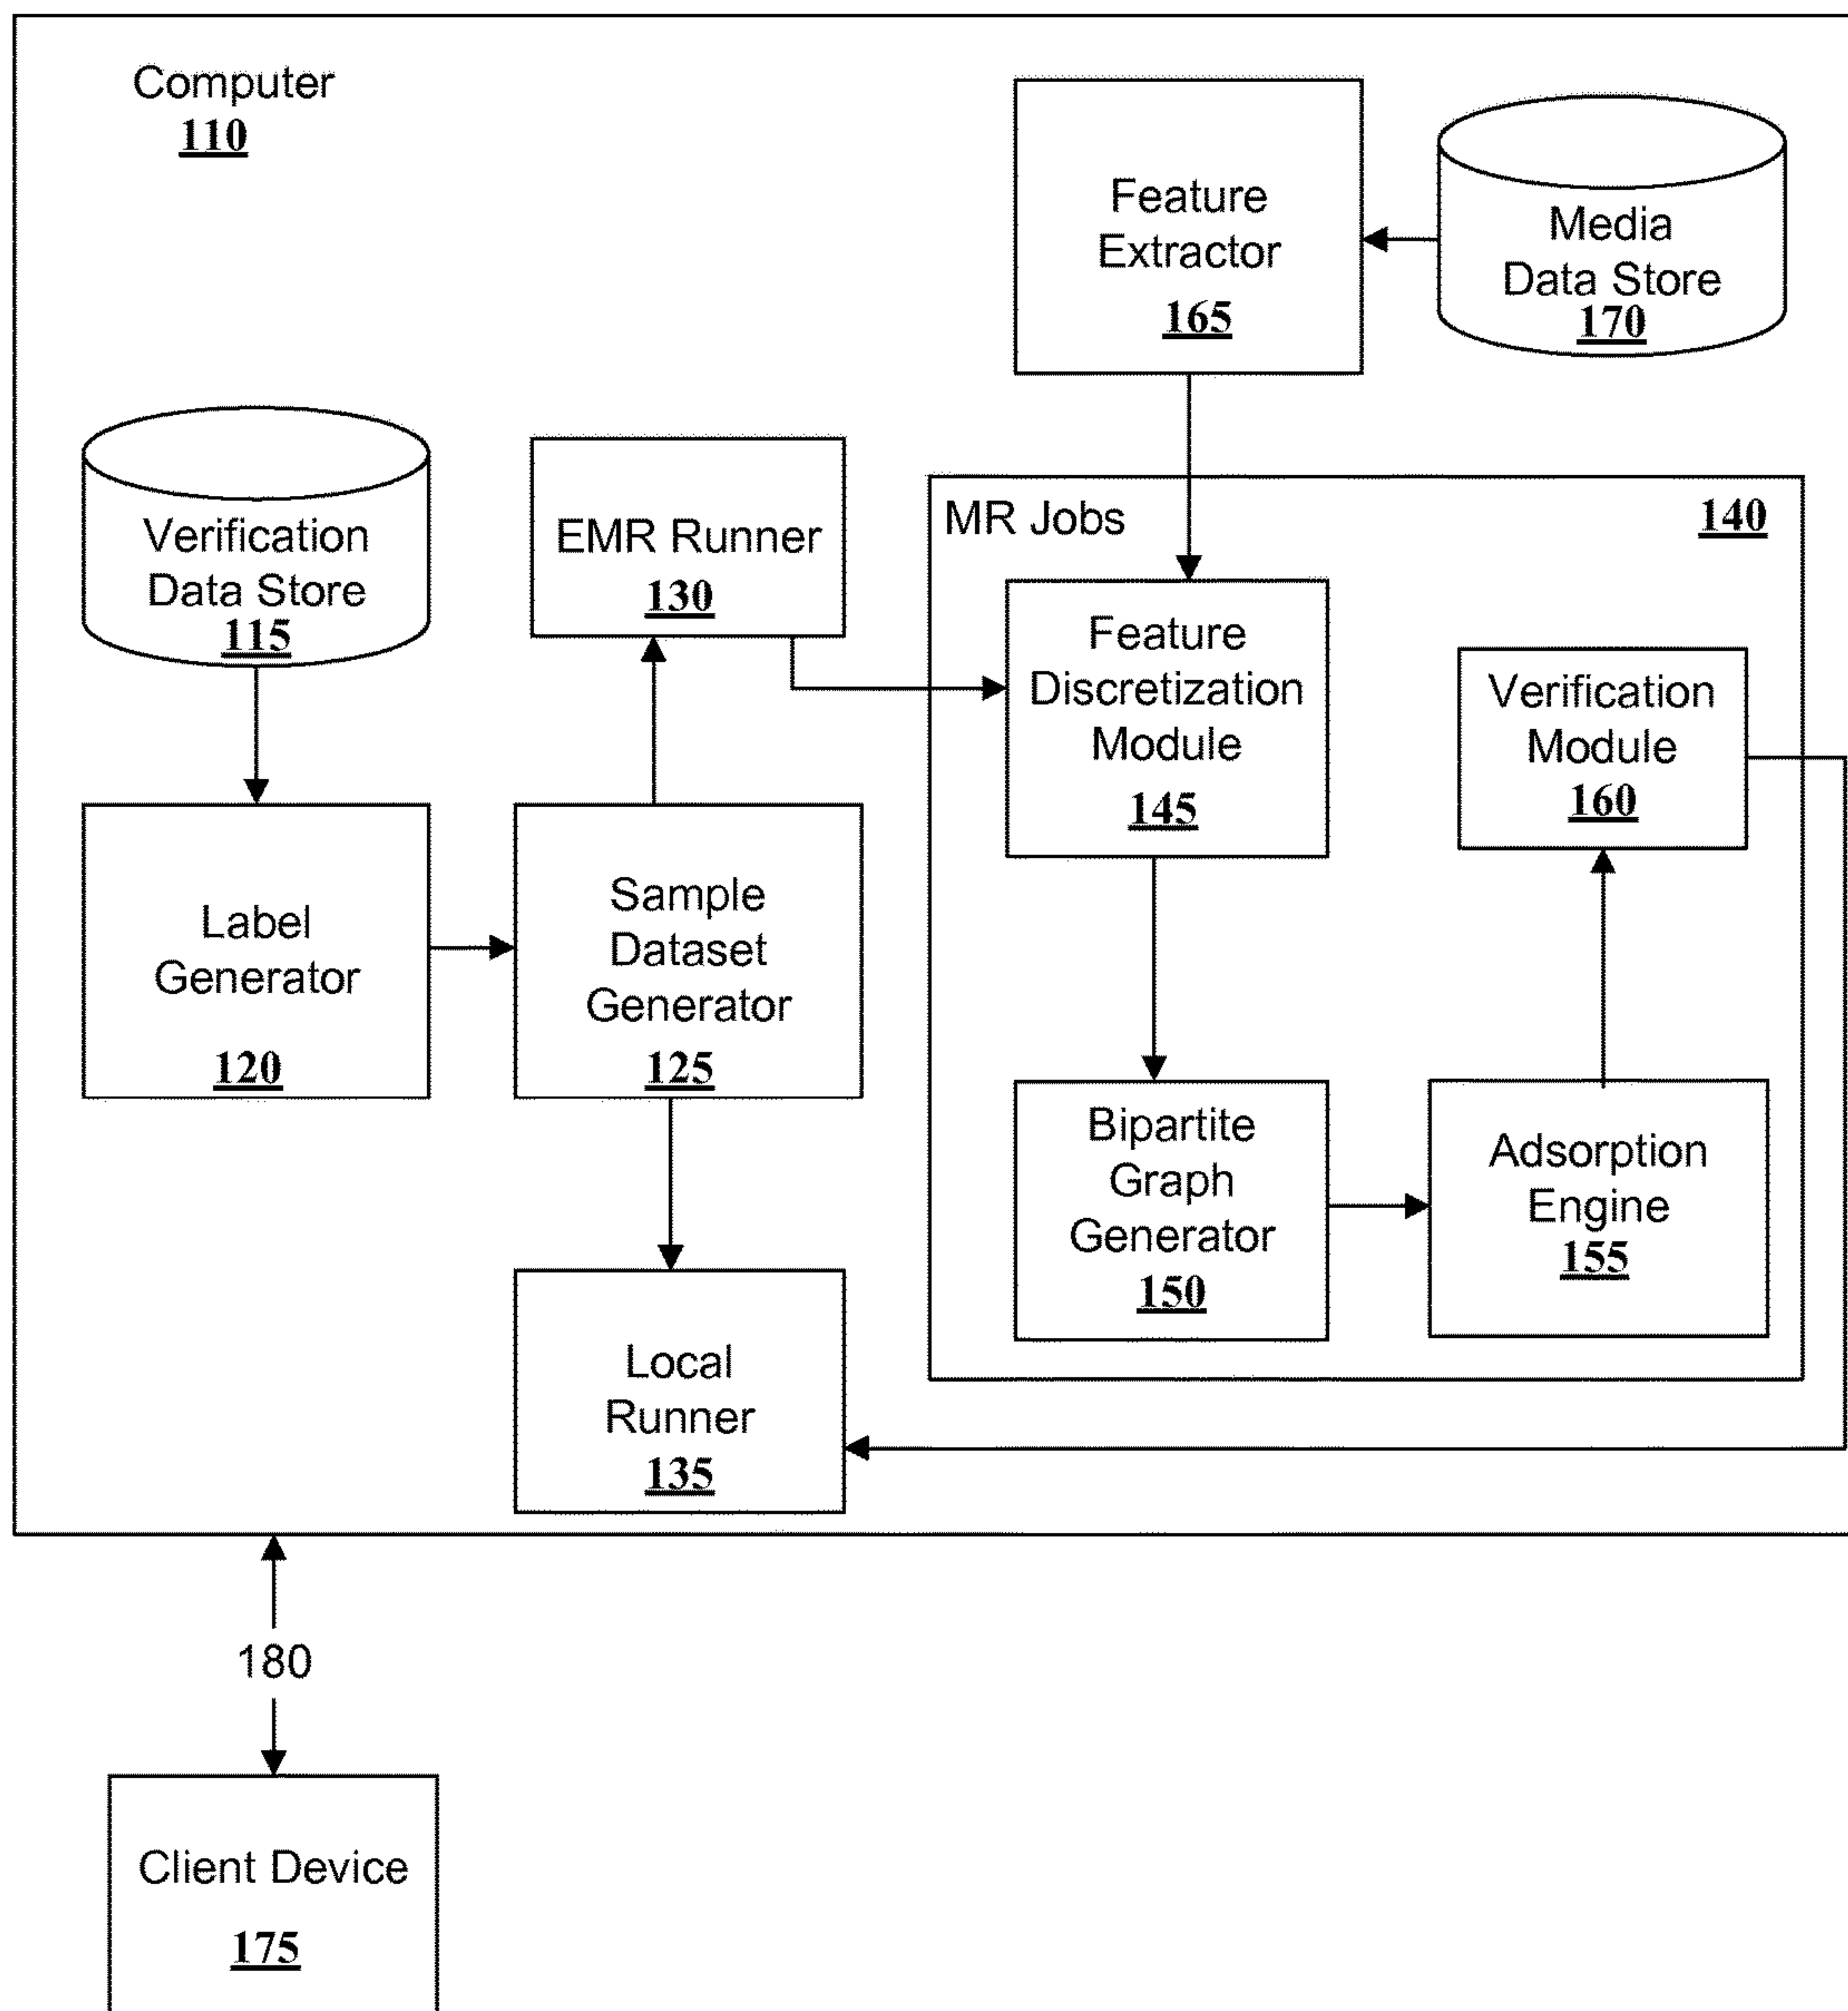 Computer
110
Feature
Extractor
165
Media
Data Store
170
Verification
Data Store
115
EMR Runner
130
MR Jobs
140
Feature
Discretization
Module
145
Verification
Module
160
Label
Generator
120
Sample
Dataset
Generator
125
Bipartite
Graph
Generator
150
Adsorption
Engine
155
Local
Runner
135
180
Client Device
175